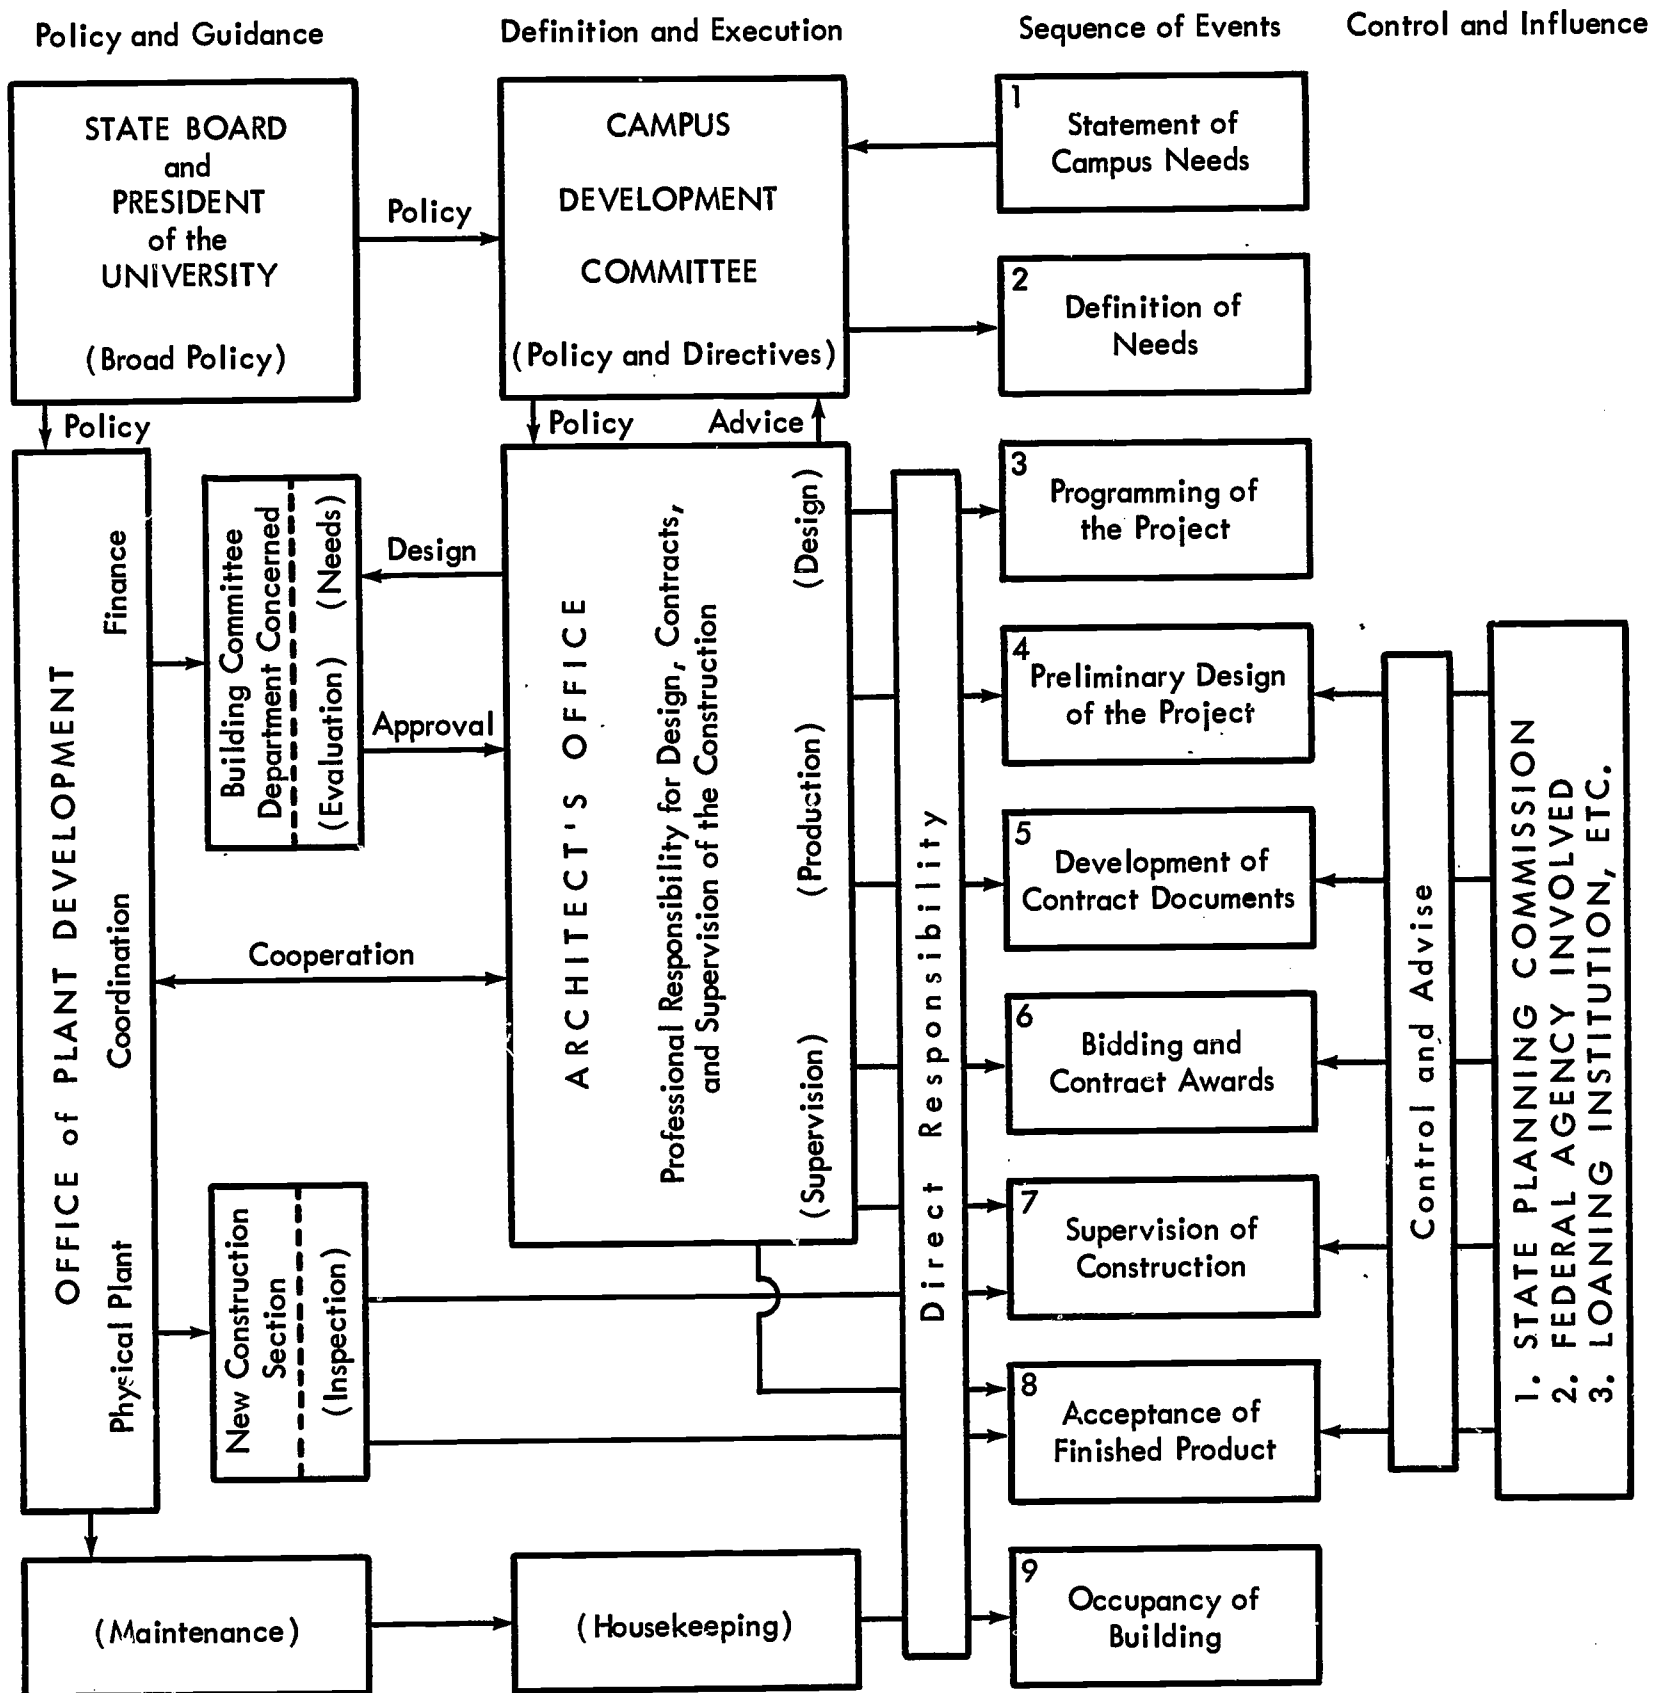 Policy and Guidance
Definition and Execution
Sequence of Events
Control and Influence
STATE BOARD
and
PRESIDENT
of the
UNIVERSITY
(Broad Policy)
Policy
CAMPUS
DEVELOPMENT
COMMITTEE
(Policy and Directives)
1
Statement of
Campus Needs
2
Definition of
Needs
Policy
Policy
Advice
OFFICE of PLANT DEVELOPMENT
Finance
Coordination
Physical Plant
Building Committee
Department Concerned
(Needs)
(Evaluation)
Design
Approval
Cooperation
New Construction
Section
(Inspection)
ARCHITECT'S OFFICE
Professional Responsibility for Design, Contracts,
and Supervision of the Construction
(Design)
(Production)
(Supervision)
Direct Responsibility
3
Programming of
the Project
4
Preliminary Design
of the Project
5
Development of
Contract Documents
6
Bidding and
Contract Awards
7
Supervision of
Construction
8
Acceptance of
Finished Product
9
Occupancy of
Building
Control and Advise
1. STATE PLANNING COMMISSION
2. FEDERAL AGENCY INVOLVED
3. LOANING INSTITUTION, ETC.
(Maintenance)
(Housekeeping)